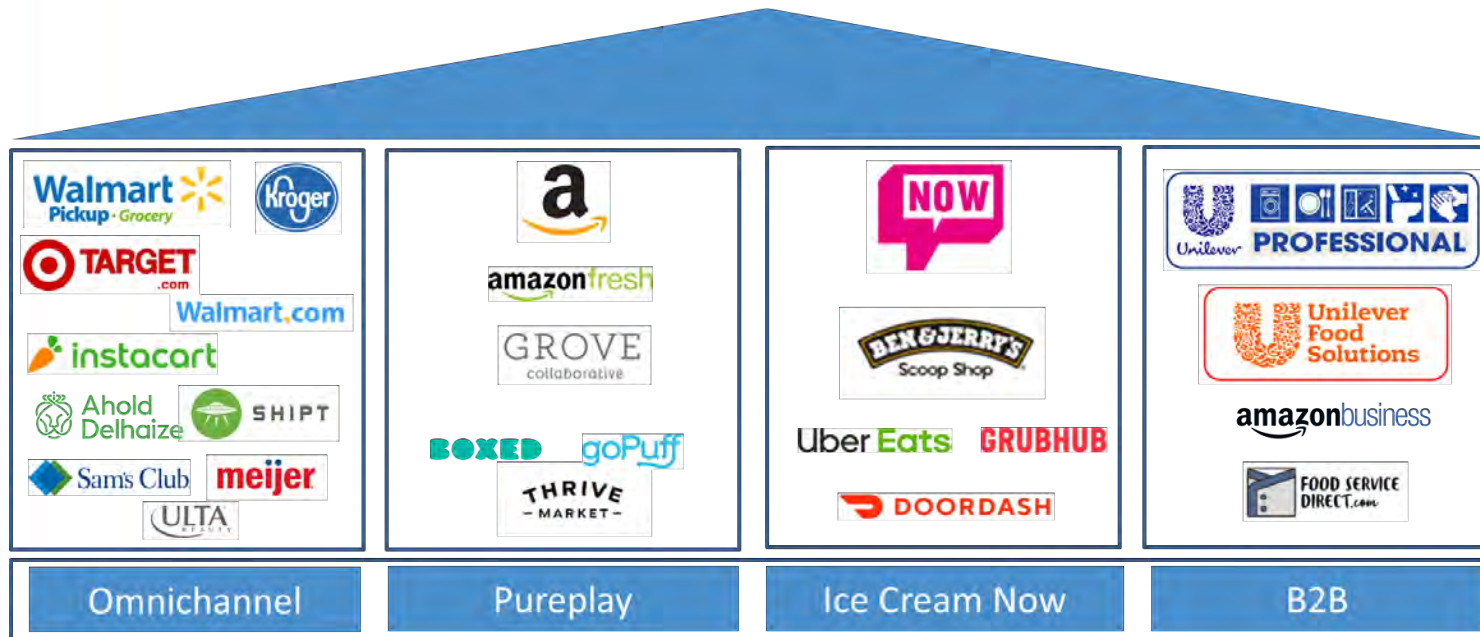 Walmart
Pickup · Grocery
Kroger
TARGET
.com
Walmart.com
instacart
Ahold
Delhaize
SHIPT
Sam's Club
meijer
ULTA
BEAUTY
Omnichannel
a
amazonfresh
GROVE
collaborative
BOXED
goPuff
THRIVE
– MARKET –
Pureplay
NOW
BEN & JERRY'S
Scoop Shop
Uber Eats
GRUBHUB
DOORDASH
Ice Cream Now
Unilever
PROFESSIONAL
Unilever
Food
Solutions
amazonbusiness
FOOD SERVICE
DIRECT.com
B2B